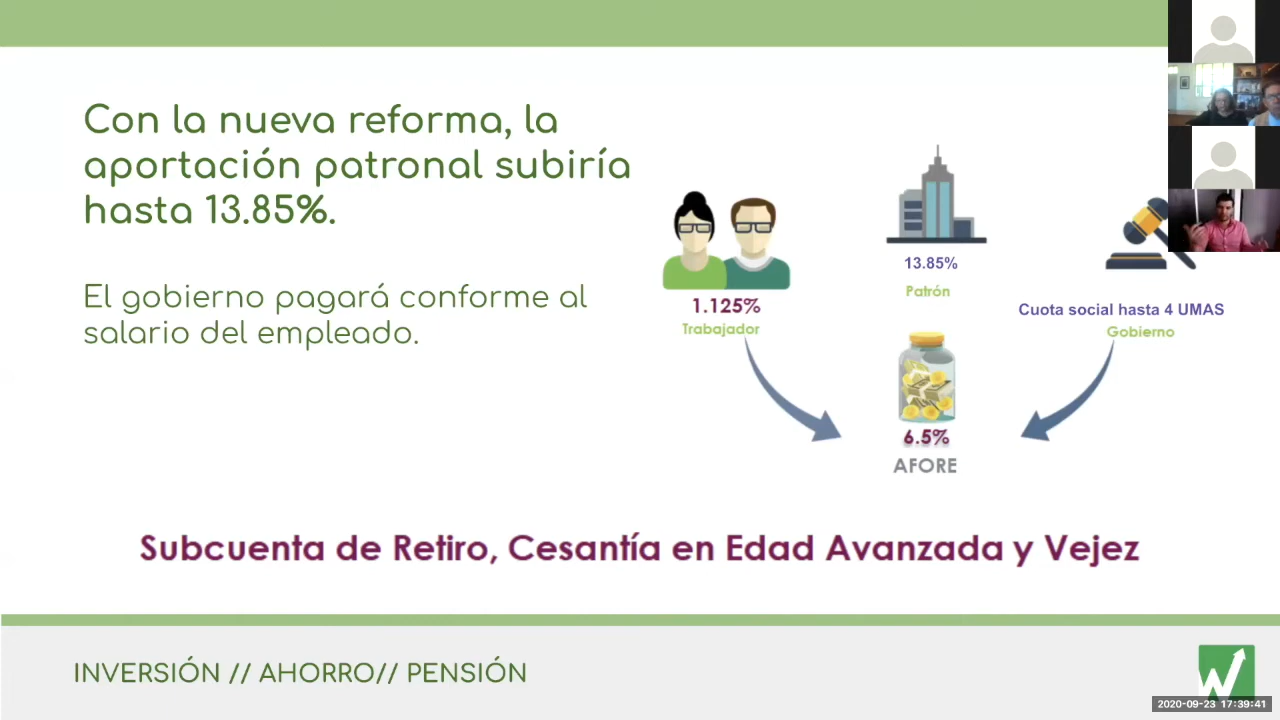 Con la nueva reforma, la
aportación patronal subiría
hasta 13.85%.
El gobierno pagará conforme al
salario del empleado.
1.125%
Trabajador
13.85%
Patrón
Cuota social hasta 4 UMAS
Gobierno
6.5%
AFORE
Subcuenta de Retiro, Cesantía en Edad Avanzada y Vejez
INVERSIÓN // AHORRO// PENSIÓN
W
2020-09-23 17:39:41